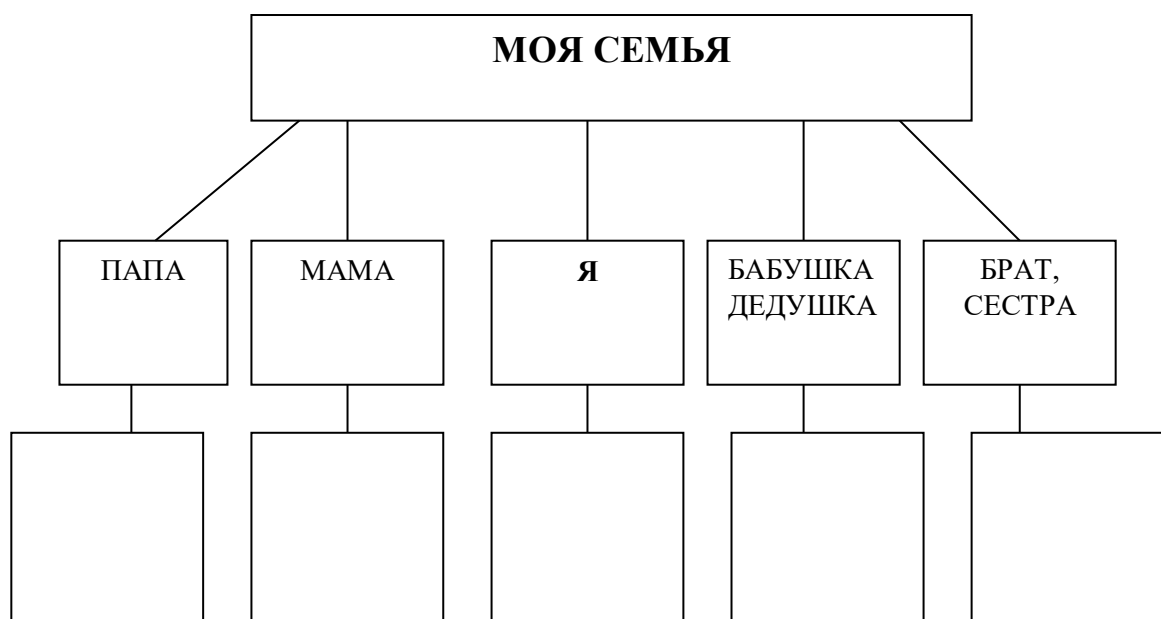 МОЯ СЕМЬЯ
ПАПА
МАМА
Я
БАБУШКА
ДЕДУШКА
БРАТ,
СЕСТРА